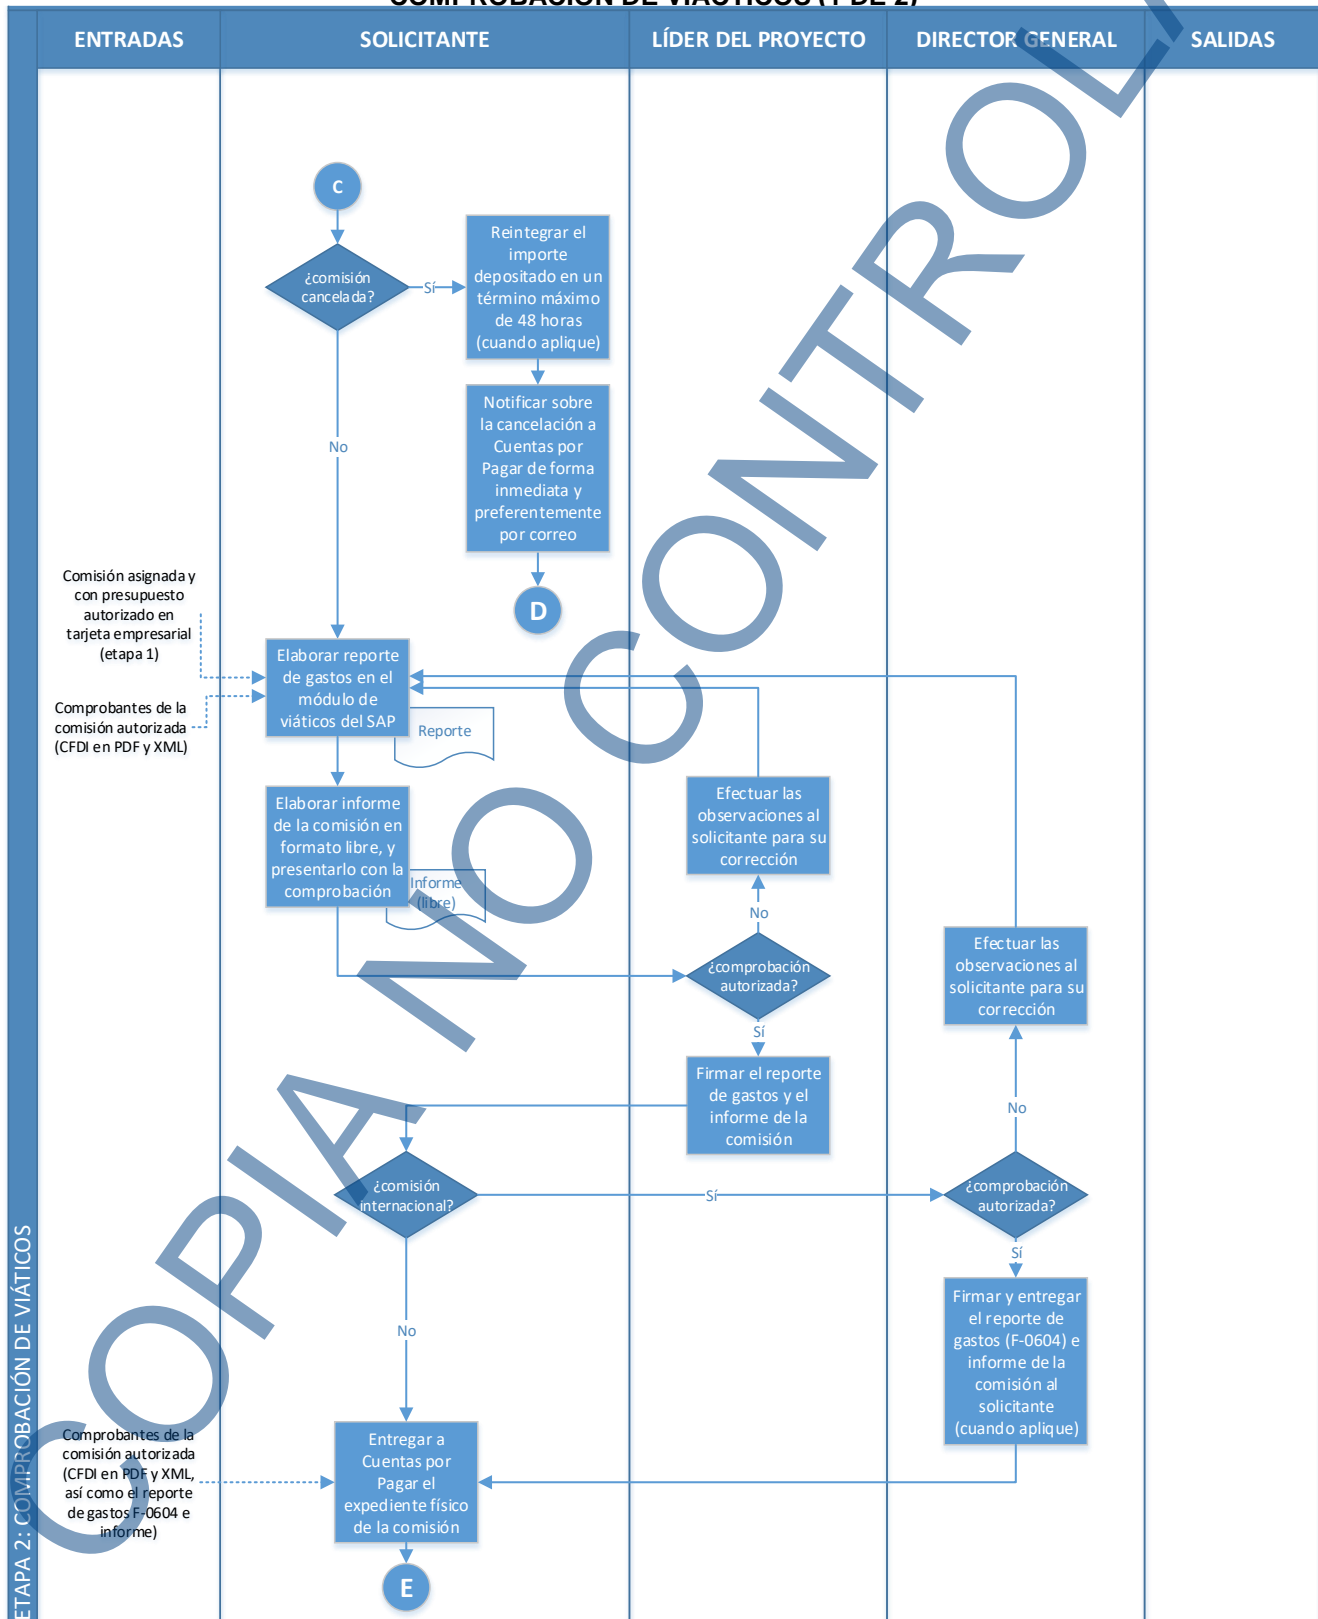 COMPROBACIÓN DE VIÁTICOS (1 DE 2)
ENTRADAS
SOLICITANTE
LÍDER DEL PROYECTO
DIRECTOR GENERAL
SALIDAS
C
¿comisión
cancelada?
Sí
Reintegrar el
importe
depositado en un
término máximo
de 48 horas
(cuando aplique)
Notificar sobre
la cancelación a
Cuentas por
Pagar de forma
inmediata y
preferentemente
por correo
D
No
Comisión asignada y
con presupuesto
autorizado en
tarjeta empresarial
(etapa 1)
Comprobantes de la
comisión autorizada
(CFDI en PDF y XML)
Elaborar reporte
de gastos en el
módulo de
viáticos del SAP
Reporte
Elaborar informe
de la comisión en
formato libre, y
presentarlo con la
comprobación
Informe
(libre)
Efectuar las
observaciones al
solicitante para su
corrección
No
¿comprobación
autorizada?
Sí
Firmar el reporte
de gastos y el
informe de la
comisión
Efectuar las
observaciones al
solicitante para su
corrección
No
¿comisión
internacional?
Sí
¿comprobación
autorizada?
Sí
Firmar y entregar
el reporte de
gastos (F-0604) e
informe de la
comisión al
solicitante
(cuando aplique)
No
Comprobantes de la
comisión autorizada
(CFDI en PDF y XML,
así como el reporte
de gastos F-0604 e
informe)
Entregar a
Cuentas por
Pagar el
expediente físico
de la comisión
E
ETAPA 2: COMPROBACIÓN DE VIÁTICOS
COPIA NO CONTROL